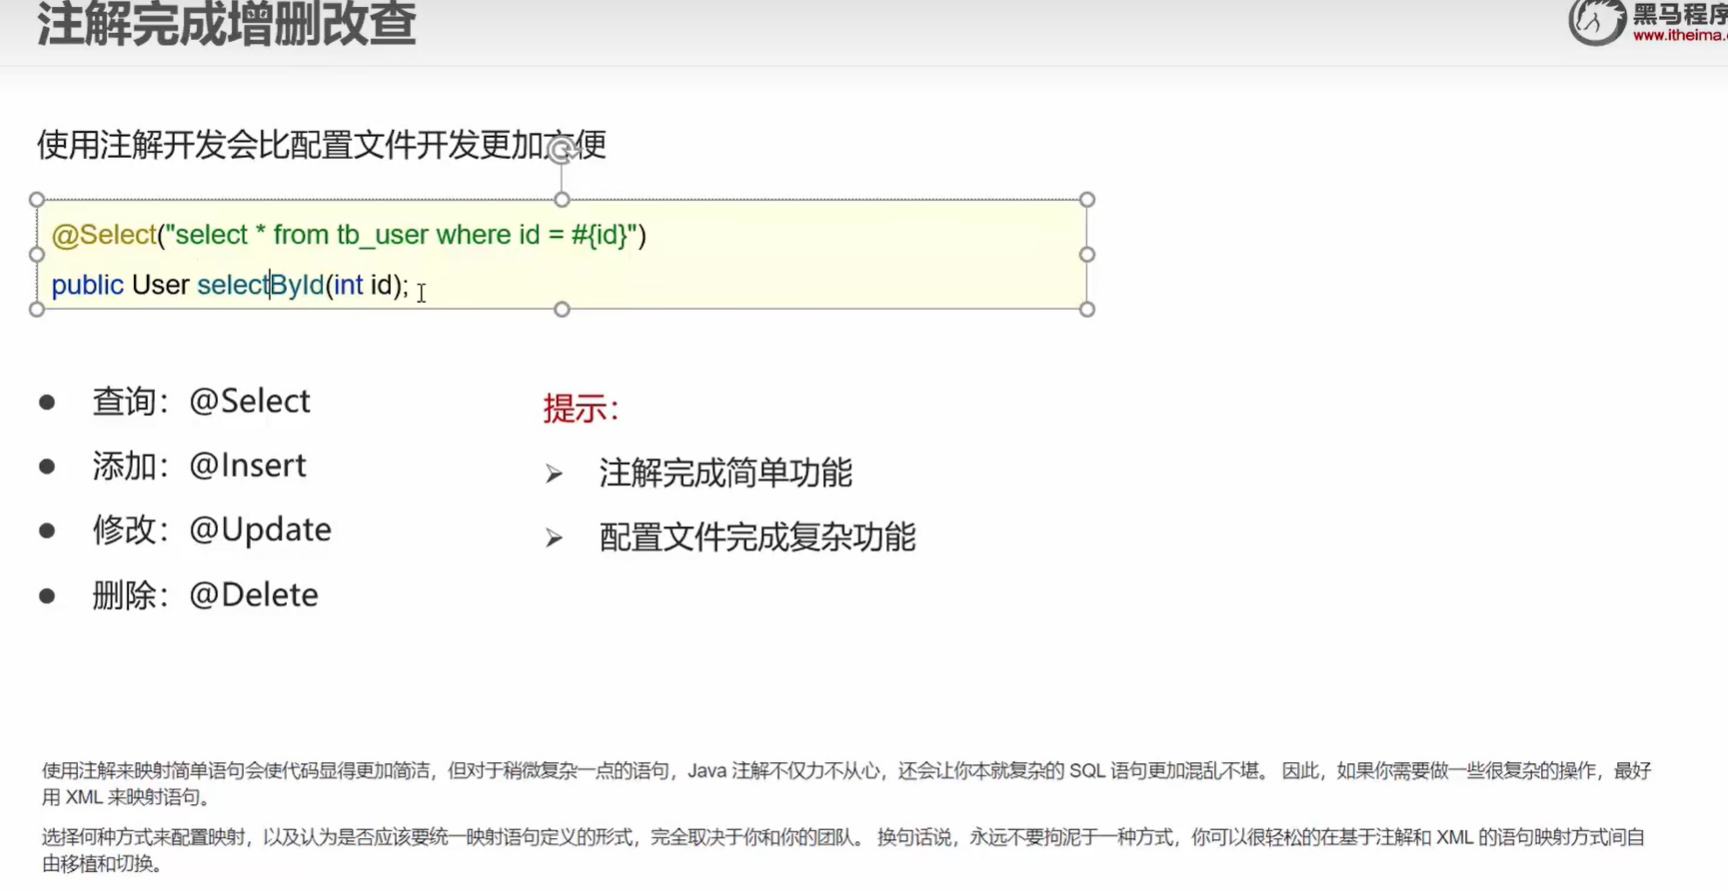 注解完成增删改查
黑马程序
www.itheima.
使用注解开发会比配置文件开发更加方便
@Select("select * from tb_user where id = #{id}")
public User selectById(int id);
查询：@Select
添加：@Insert
修改：@Update
删除：@Delete
提示：
注解完成简单功能
配置文件完成复杂功能
使用注解来映射简单语句会使代码显得更加简洁，但对于稍微复杂一点的语句，Java 注解不仅力不从心，还会让你本就复杂的 SQL 语句更加混乱不堪。 因此，如果你需要做一些很复杂的操作，最好
用 XML 来映射语句。
选择何种方式来配置映射，以及认为是否应该要统一映射语句定义的形式，完全取决于你和你的团队。 换句话说，永远不要拘泥于一种方式，你可以很轻松的在基于注解和 XML 的语句映射方式间自
由移植和切换。